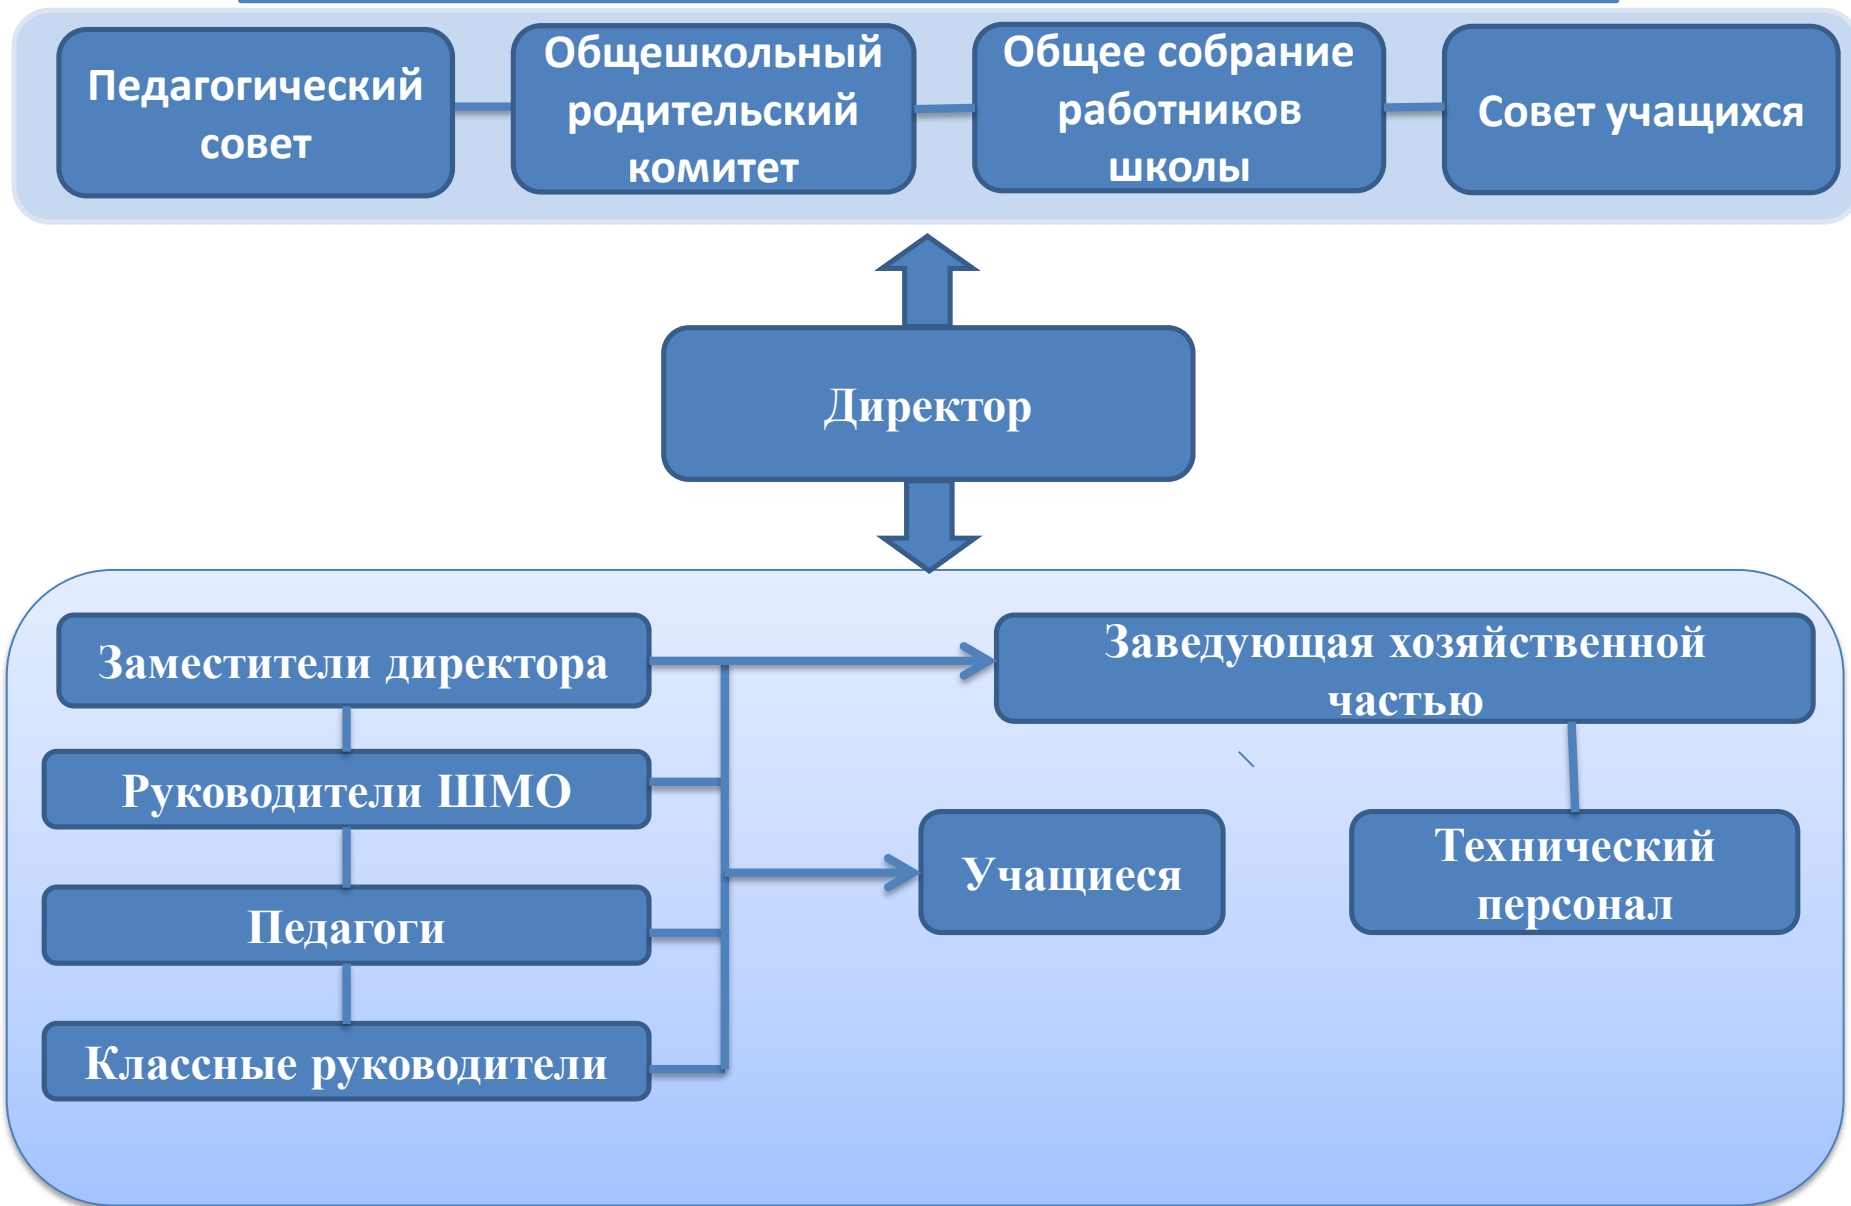 Педагогический
совет
Общешкольный
родительский
комитет
Общее собрание
работников
школы
Совет учащихся
Директор
Заместители директора
Заведующая хозяйственной
частью
Руководители ШМО
Учащиеся
Технический
персонал
Педагоги
Классные руководители